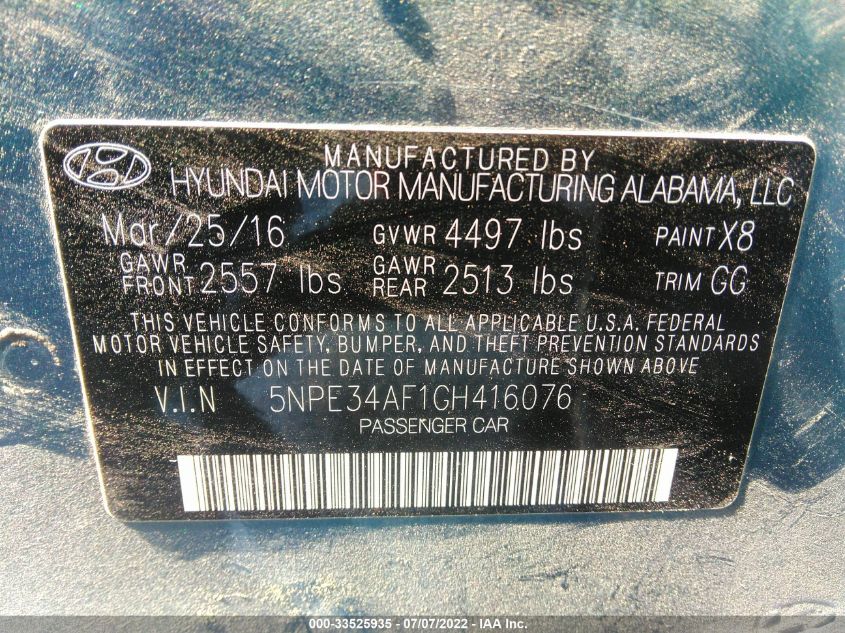 MANUFACTURED BY
HYUNDAI MOTOR MANUFACTURING ALABAMA, LLC
Mar/25/16 GVWR 4497 lbs PAINT X8
GAWR FRONT 2557 lbs GAWR REAR 2513 lbs TRIM GG
THIS VEHICLE CONFORMS TO ALL APPLICABLE U.S.A. FEDERAL
MOTOR VEHICLE SAFETY, BUMPER, AND THEFT PREVENTION STANDARDS
IN EFFECT ON THE DATE OF MANUFACTURE SHOWN ABOVE
V.I.N 5NPE34AF1GH416076
PASSENGER CAR
000-33525935 - 07/07/2022 - IAA Inc.